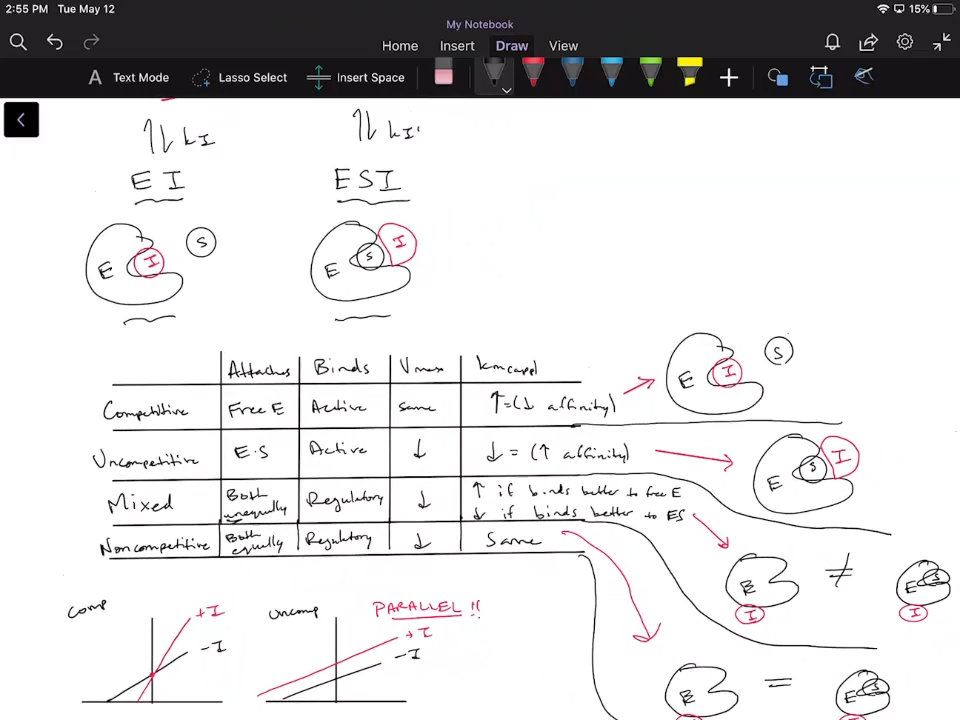 2:55 PM Tue May 12
15%
My Notebook
Home Insert Draw View
A Text Mode Lasso Select Insert Space
kI kI'
EI ESI
E I S
E S I
Attaches Binds Vmax km(app)
Competitive Free E Active same ↑=(↓ affinity)
E I S
Uncompetitive E·S Active ↓ ↓ = (↑ affinity)
E S I
Mixed Both unequally Regulatory ↓ ↑ if binds better to free E
↓ if binds better to ES
Noncompetitive Both equally Regulatory ↓ Same
E I ≠ E S I
comp +I -I
uncomp PARALLEL!! +I -I
E = E S